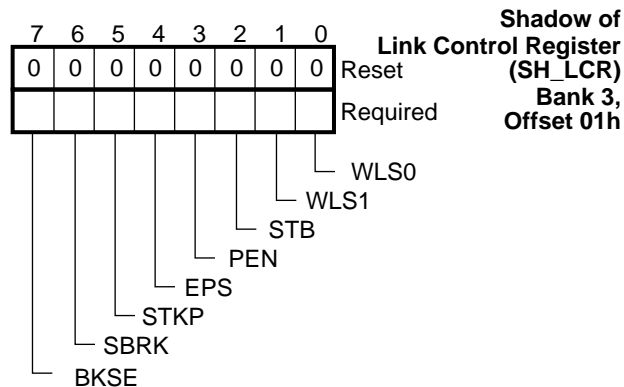 Shadow of
Link Control Register
(SH_LCR)
Bank 3,
Offset 01h
7 6 5 4 3 2 1 0
0 0 0 0 0 0 0 0 Reset
Required
WLS0
WLS1
STB
PEN
EPS
STKP
SBRK
BKSE